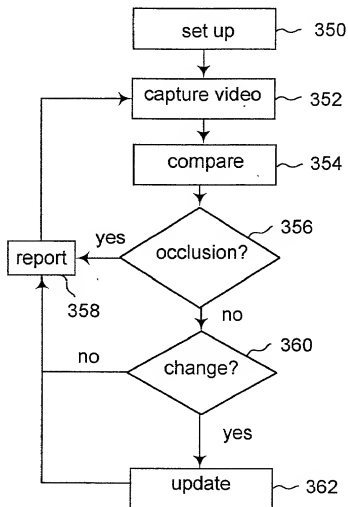 set up 350
capture video 352
compare 354
356
yes
occlusion?
report
358
no
360
no
change?
yes
update 362